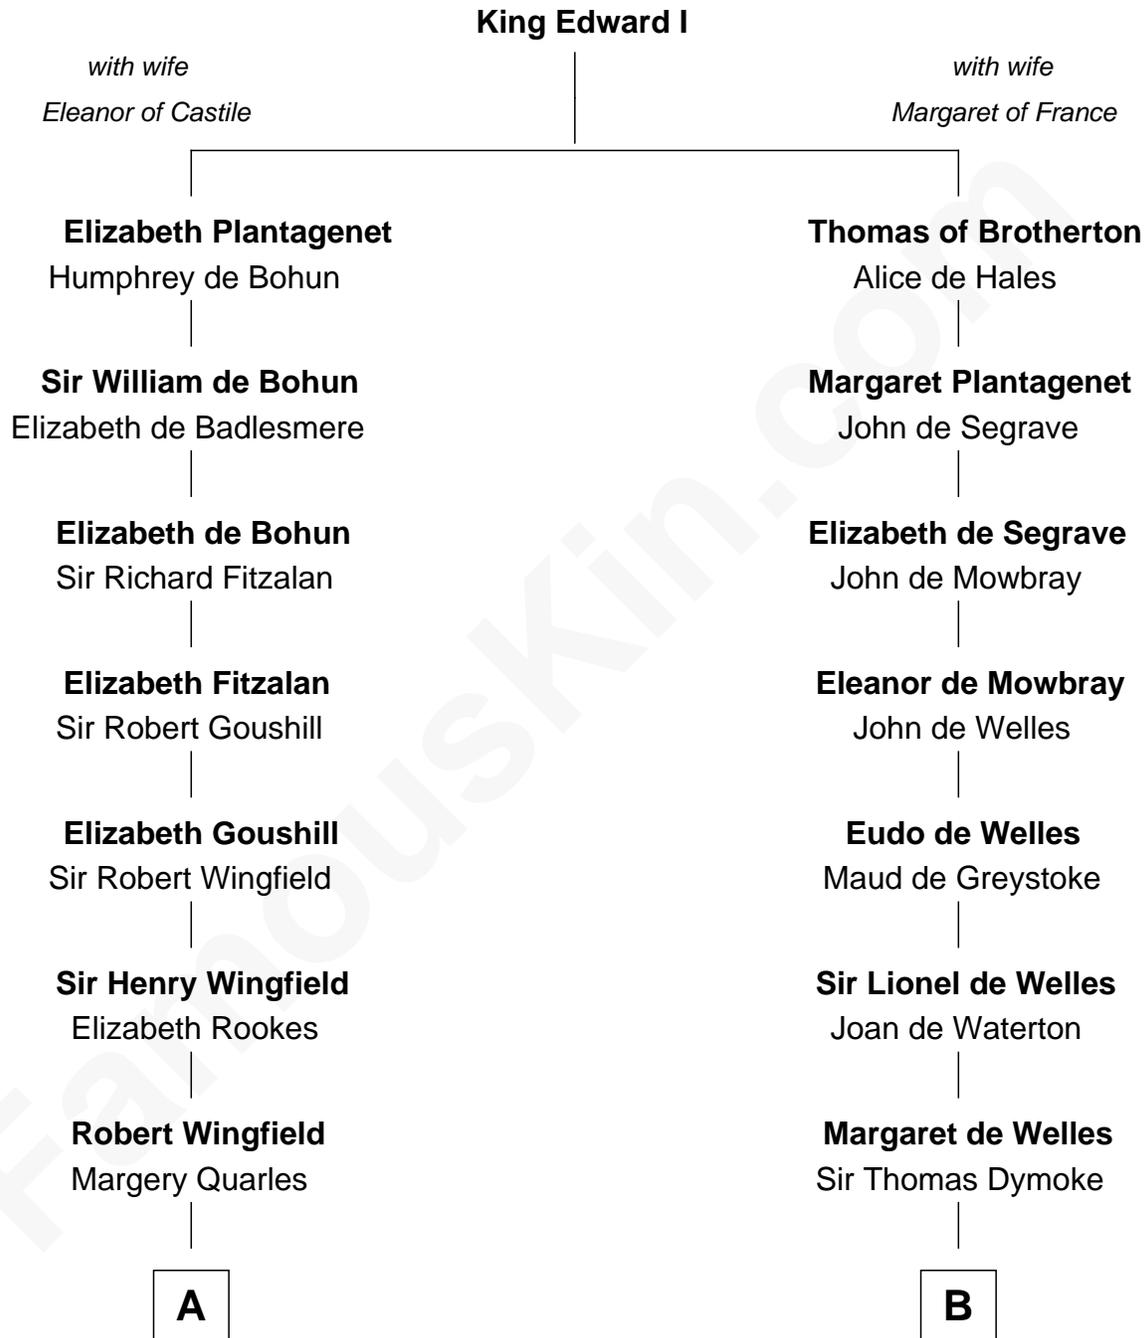 King Edward I
with wife
Eleanor of Castile
with wife
Margaret of France
Elizabeth Plantagenet
Humphrey de Bohun
Thomas of Brotherton
Alice de Hales
Sir William de Bohun
Elizabeth de Badlesmere
Margaret Plantagenet
John de Segrave
Elizabeth de Bohun
Sir Richard Fitzalan
Elizabeth de Segrave
John de Mowbray
Elizabeth Fitzalan
Sir Robert Goushill
Eleanor de Mowbray
John de Welles
Elizabeth Goushill
Sir Robert Wingfield
Eudo de Welles
Maud de Greystoke
Sir Henry Wingfield
Elizabeth Rookes
Sir Lionel de Welles
Joan de Waterton
Robert Wingfield
Margery Quarles
Margaret de Welles
Sir Thomas Dymoke
A
B
FamousKin.com